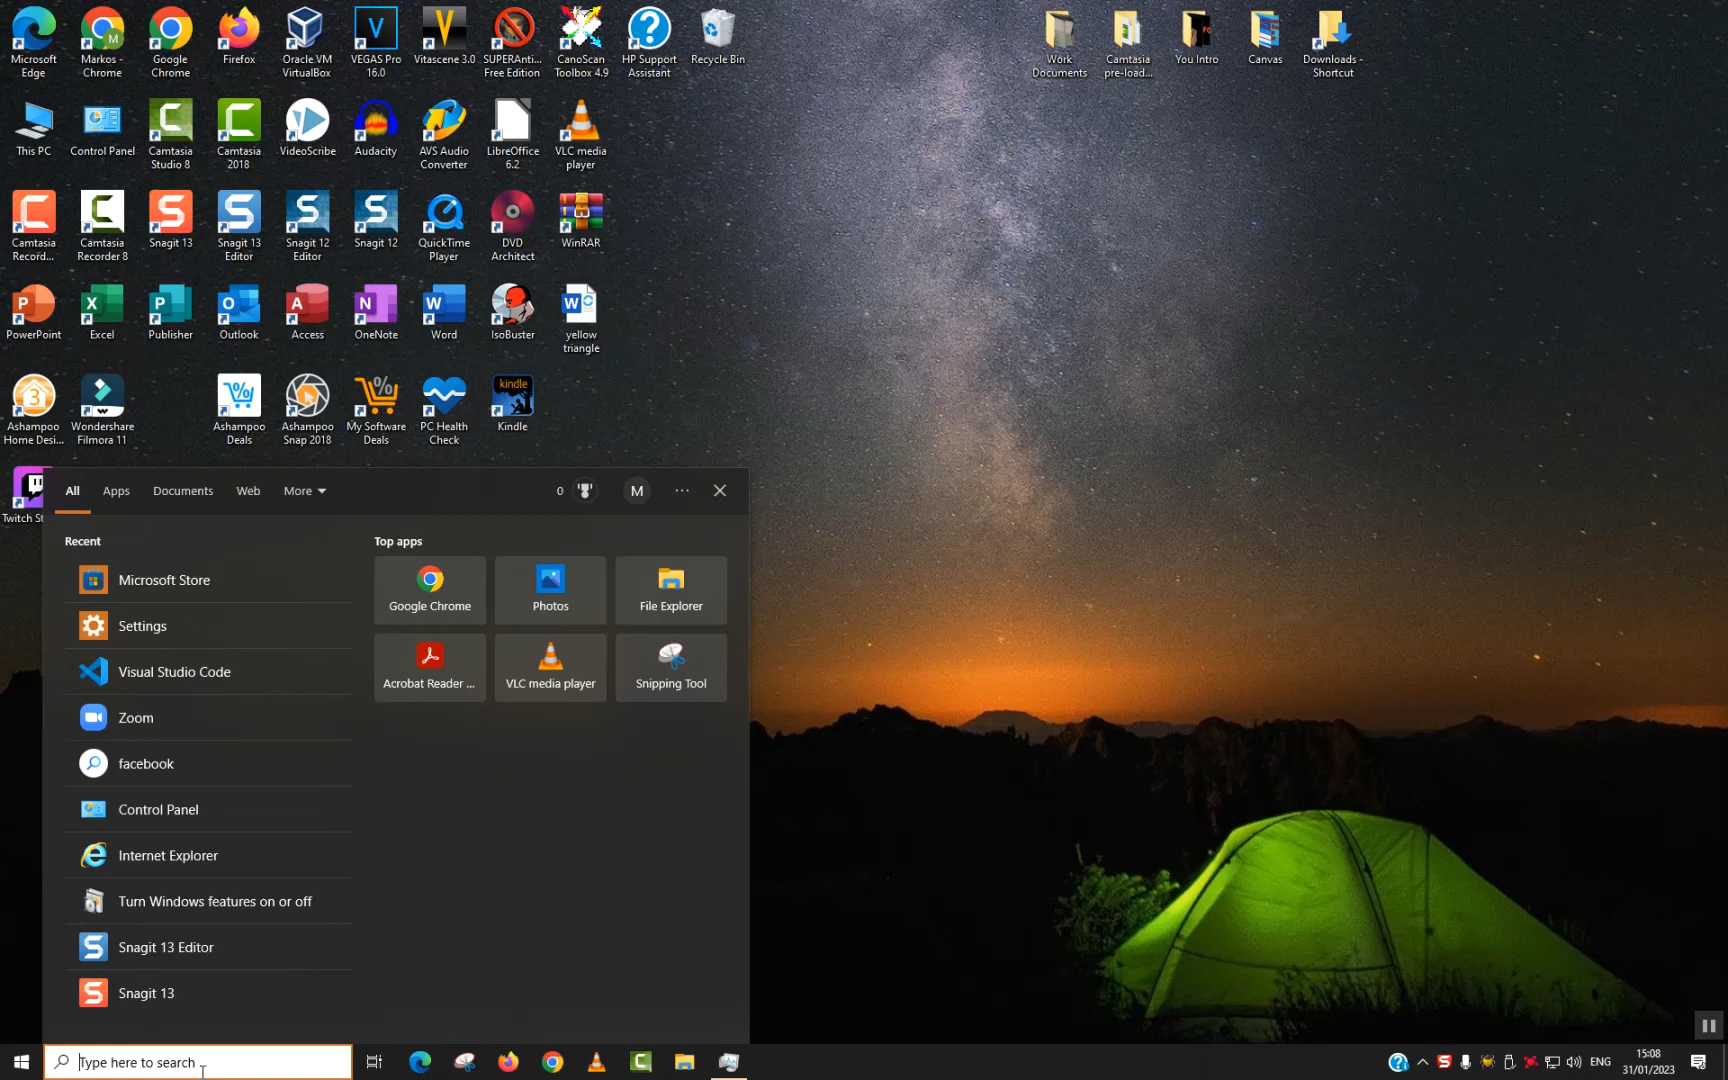 Microsoft
Edge
Markos -
Chrome
Google
Chrome
Firefox
Oracle VM
VirtualBox
VEGAS Pro
16.0
Vitascene 3.0
SUPERAnti...
Free Edition
CanoScan
Toolbox 4.9
HP Support
Assistant
Recycle Bin
Work
Documents
Camtasia
pre-load...
You Intro
Canvas
Downloads -
Shortcut
This PC
Control Panel
Camtasia
Studio 8
Camtasia
2018
VideoScribe
Audacity
AVS Audio
Converter
LibreOffice
6.2
VLC media
player
Camtasia
Record...
Camtasia
Recorder 8
Snagit 13
Snagit 13
Editor
Snagit 12
Editor
Snagit 12
QuickTime
Player
DVD
Architect
WinRAR
PowerPoint
Excel
Publisher
Outlook
Access
OneNote
Word
IsoBuster
yellow
triangle
Ashampoo
Home Desi...
Wondershare
Filmora 11
Ashampoo
Deals
Ashampoo
Snap 2018
My Software
Deals
PC Health
Check
kindle
Kindle
Twitch St
All Apps Documents Web More 0 M ...
Recent
Microsoft Store
Settings
Visual Studio Code
Zoom
facebook
Control Panel
Internet Explorer
Turn Windows features on or off
Snagit 13 Editor
Snagit 13
Top apps
Google Chrome
Photos
File Explorer
Acrobat Reader ...
VLC media player
Snipping Tool
Type here to search
ENG
15:08
31/01/2023